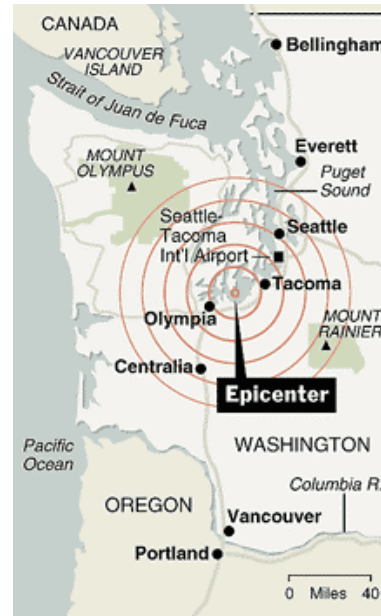 CANADA
VANCOUVER
ISLAND
Bellingham
Strait of Juan de Fuca
Everett
MOUNT
OLYMPUS
Puget
Sound
Seattle-
Tacoma
Int'l Airport
Seattle
Tacoma
Olympia
MOUNT
RAINIER
Centralia
Epicenter
Pacific
Ocean
WASHINGTON
Columbia R.
OREGON
Vancouver
Portland
0 Miles 40